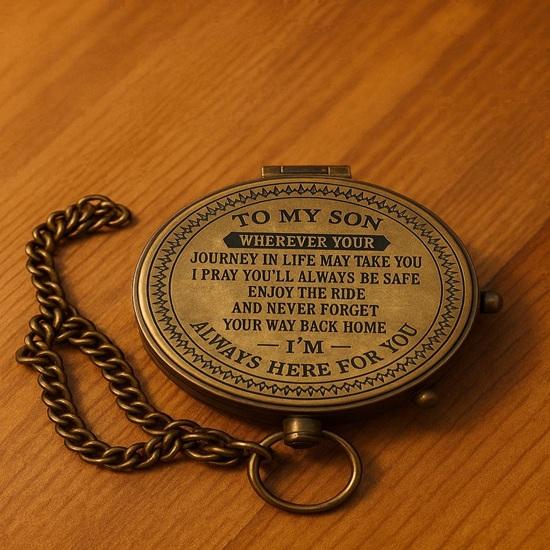 TO MY SON
WHEREVER YOUR
JOURNEY IN LIFE MAY TAKE YOU
I PRAY YOU'LL ALWAYS BE SAFE
ENJOY THE RIDE
AND NEVER FORGET
YOUR WAY BACK HOME
— I'M —
ALWAYS HERE FOR YOU